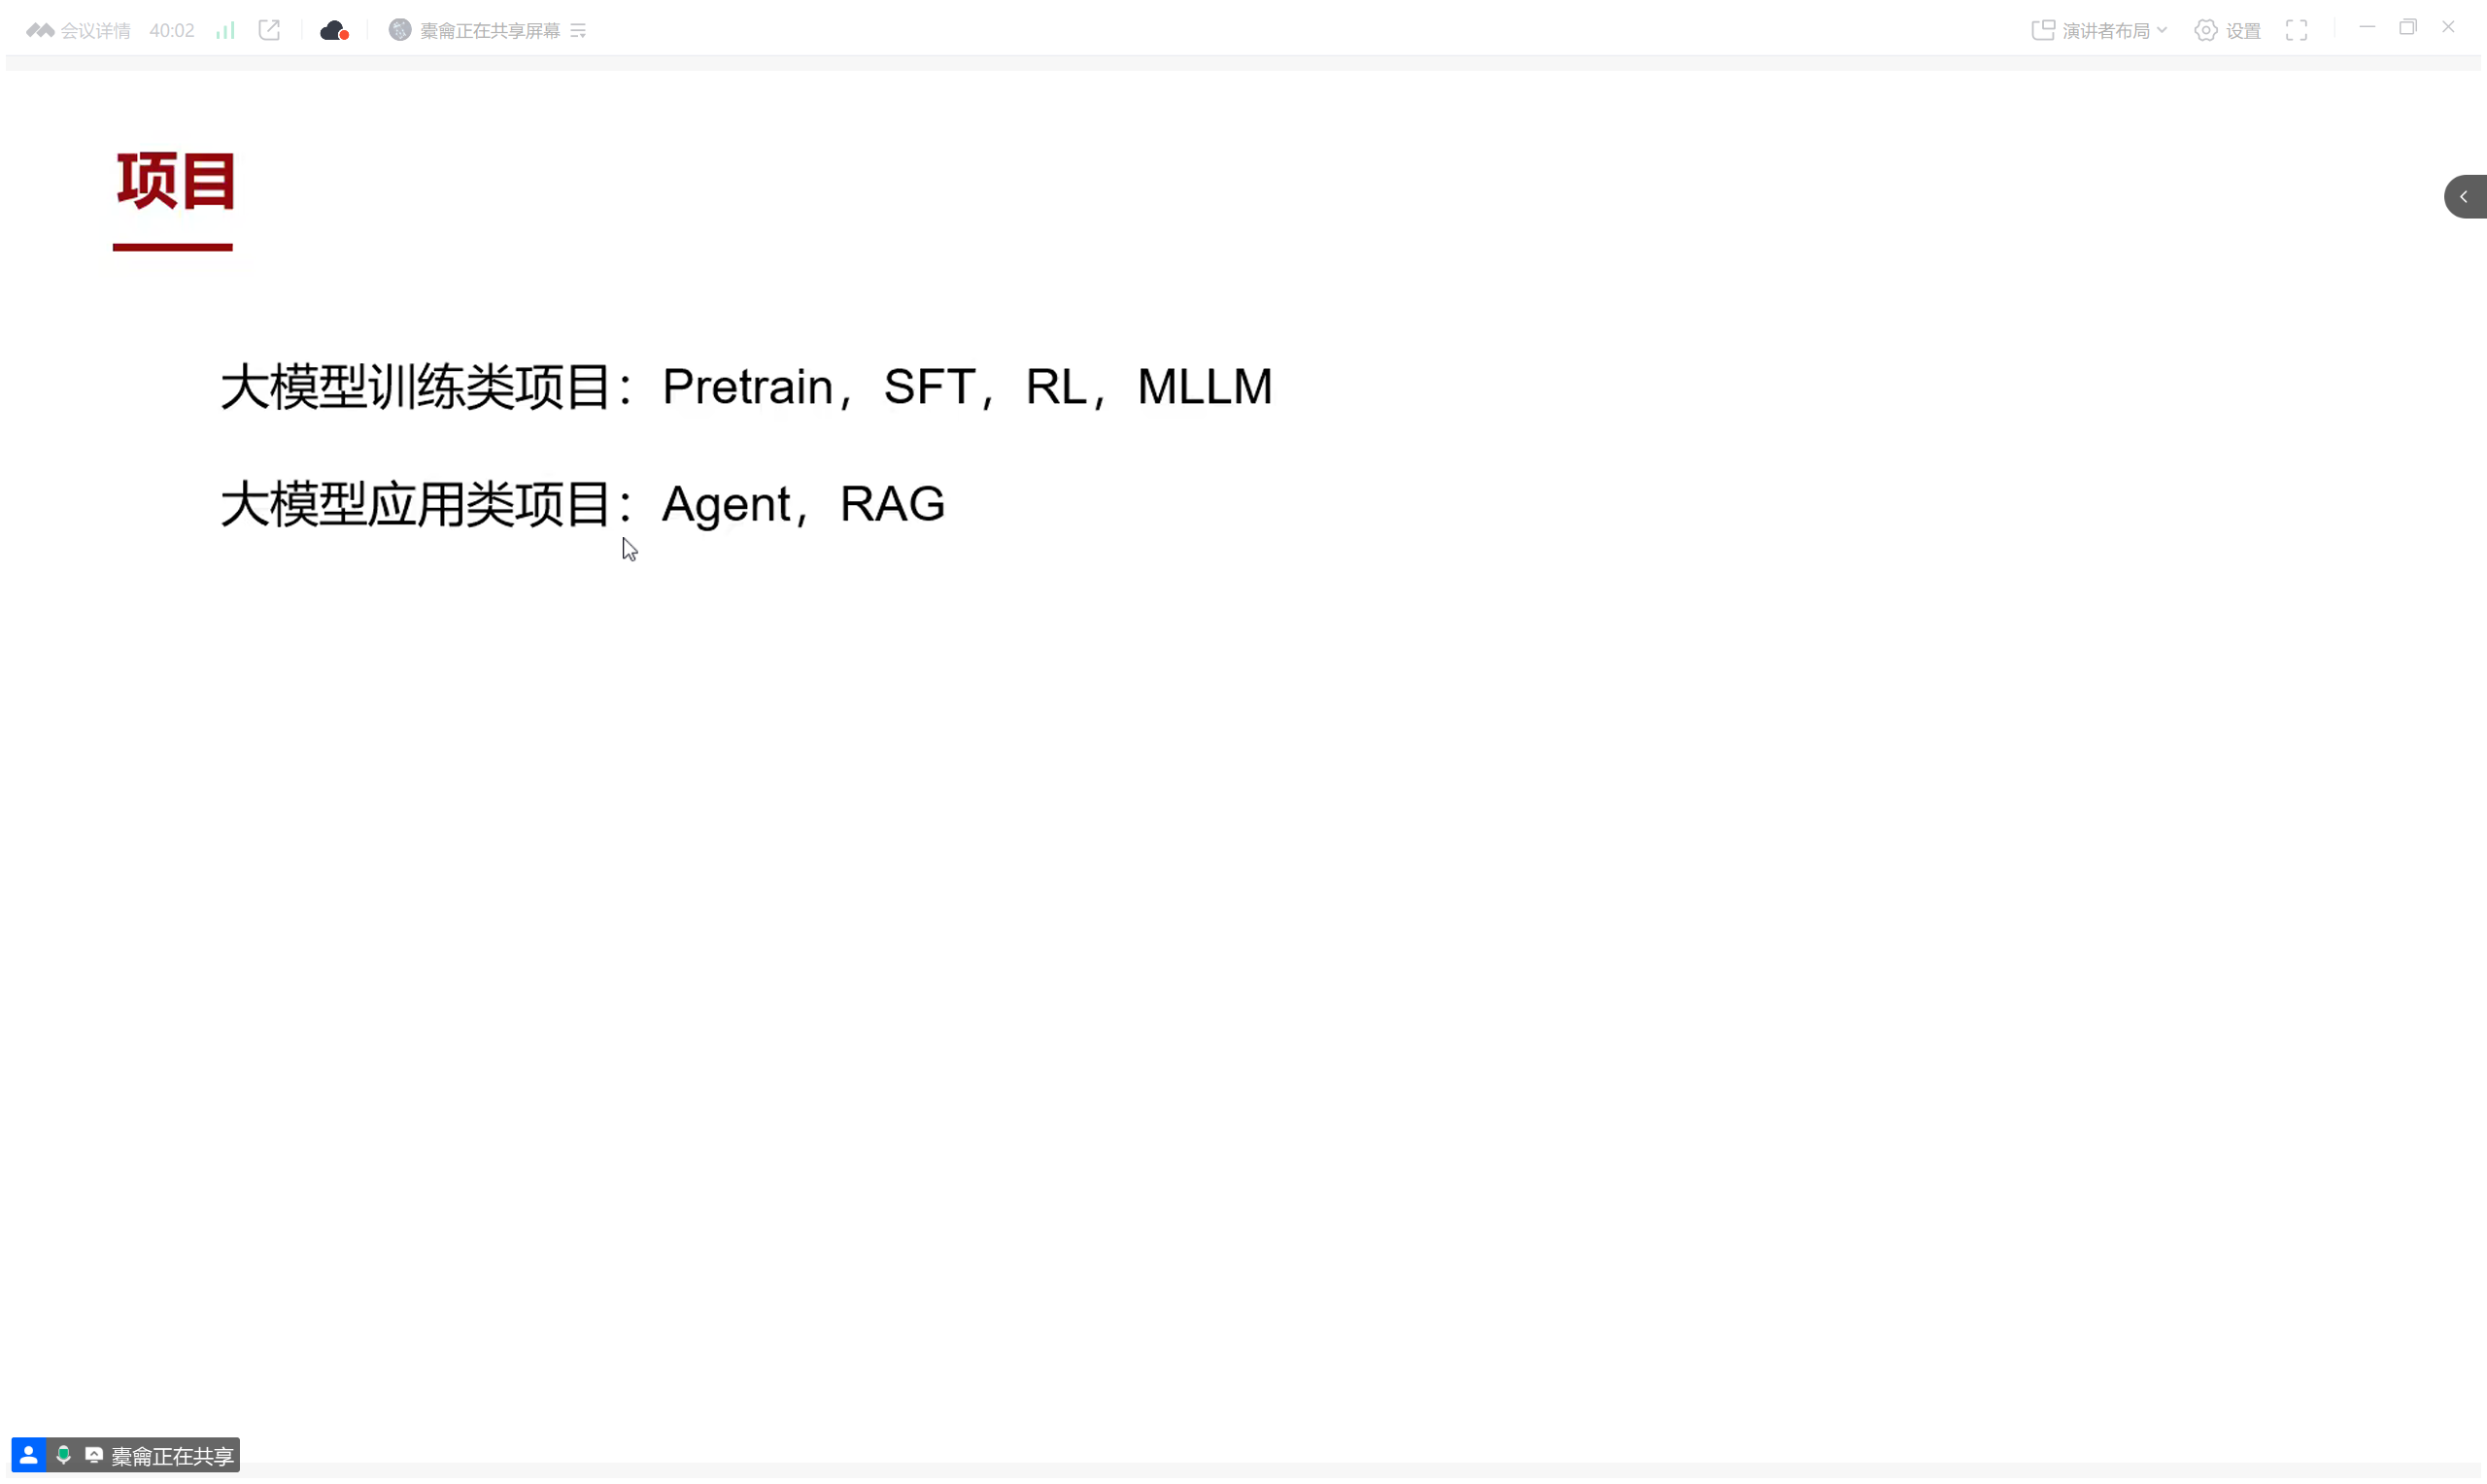 会议详情 40:02 橐龠正在共享屏幕 演讲者布局 设置
项目
大模型训练类项目：Pretrain，SFT，RL，MLLM
大模型应用类项目：Agent，RAG
橐龠正在共享